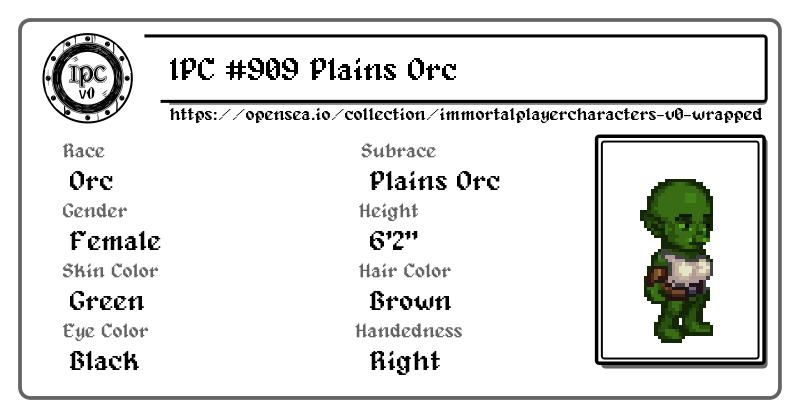 IPC
v0
IPC #909 Plains Orc
https://opensea.io/collection/immortalplayercharacters-v0-wrapped
Race
Subrace
Orc
Plains Orc
Gender
Height
Female
6'2"
Skin Color
Hair Color
Green
Brown
Eye Color
Handedness
Black
Right